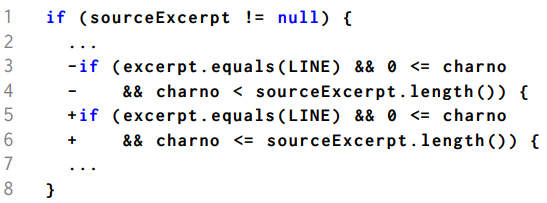 1 if (sourceExcerpt != null) {
2 ...
3 -if (excerpt.equals(LINE) && 0 <= charno
4 - && charno < sourceExcerpt.length()) {
5 +if (excerpt.equals(LINE) && 0 <= charno
6 + && charno <= sourceExcerpt.length()) {
7 ...
8 }